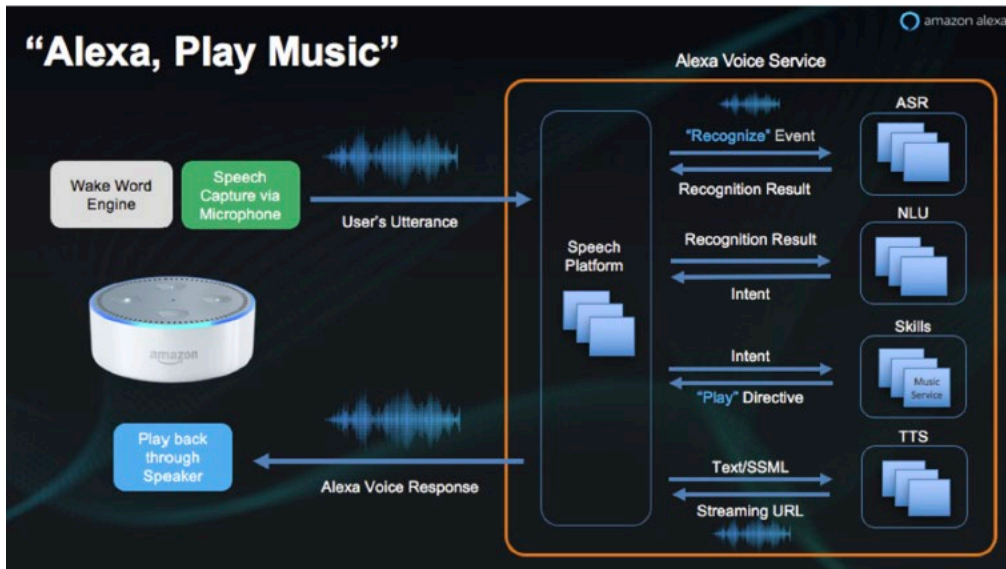 amazon alexa
“Alexa, Play Music”
Alexa Voice Service
ASR
“Recognize” Event
Recognition Result
Wake Word
Engine
Speech
Capture via
Microphone
User’s Utterance
NLU
Recognition Result
Intent
Speech
Platform
Skills
Intent
“Play” Directive
Music
Service
amazon
Play back
through
Speaker
Alexa Voice Response
TTS
Text/SSML
Streaming URL